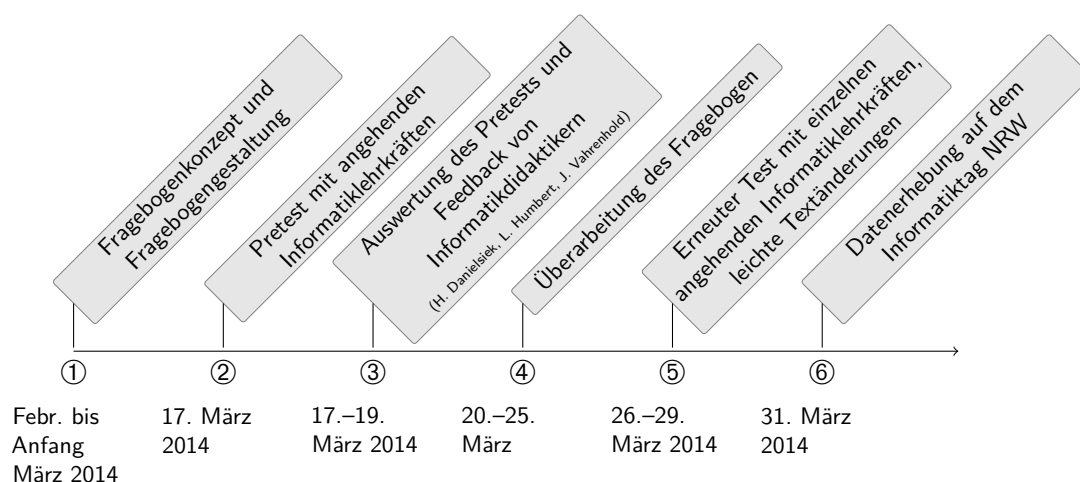 Fragebogenkonzept und
Fragebogengestaltung
Pretest mit angehenden
Informatiklehrkräften
Auswertung des Pretests und
Feedback von
Informatikdidaktikern
(H. Danielsiek, L. Humbert, J. Vahrenhold)
Überarbeitung des Fragebogen
Erneuter Test mit einzelnen
angehenden Informatiklehrkräften,
leichte Textänderungen
Datenerhebung auf dem
Informatiktag NRW
①
②
③
④
⑤
⑥
Febr. bis
Anfang
März 2014
17. März
2014
17.–19.
März 2014
20.–25.
März
26.–29.
März 2014
31. März
2014